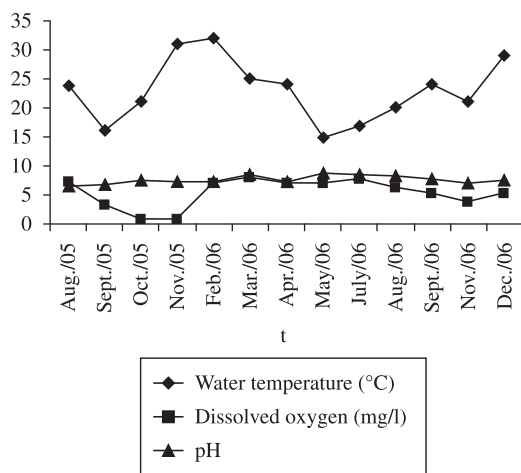 35
30
25
20
15
10
5
0
Aug./05
Sept./05
Oct./05
Nov./05
Feb./06
Mar./06
Apr./06
May/06
July/06
Aug./06
Sept./06
Nov./06
Dec./06
t
Water temperature (°C)
Dissolved oxygen (mg/l)
pH